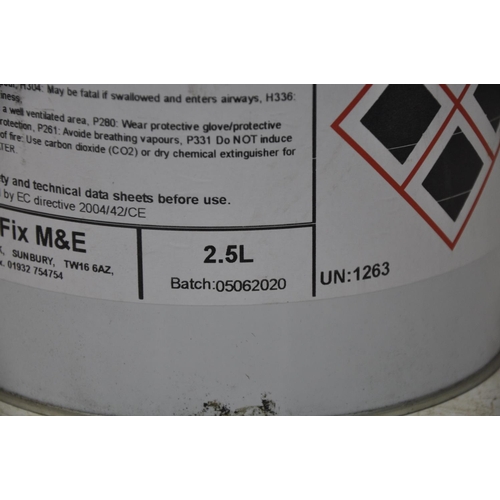 H304: May be fatal if swallowed and enters airways, H336:
a well ventilated area, P280: Wear protective glove/protective
P261: Avoide breathing vapours, P331 Do NOT induce
of fire: Use carbon dioxide (CO2) or dry chemical extinguisher for
and technical data sheets before use.
by EC directive 2004/42/CE
Fix M&E
SUNBURY, TW16 6AZ,
01932 754754
2.5L
Batch:05062020
UN:1263